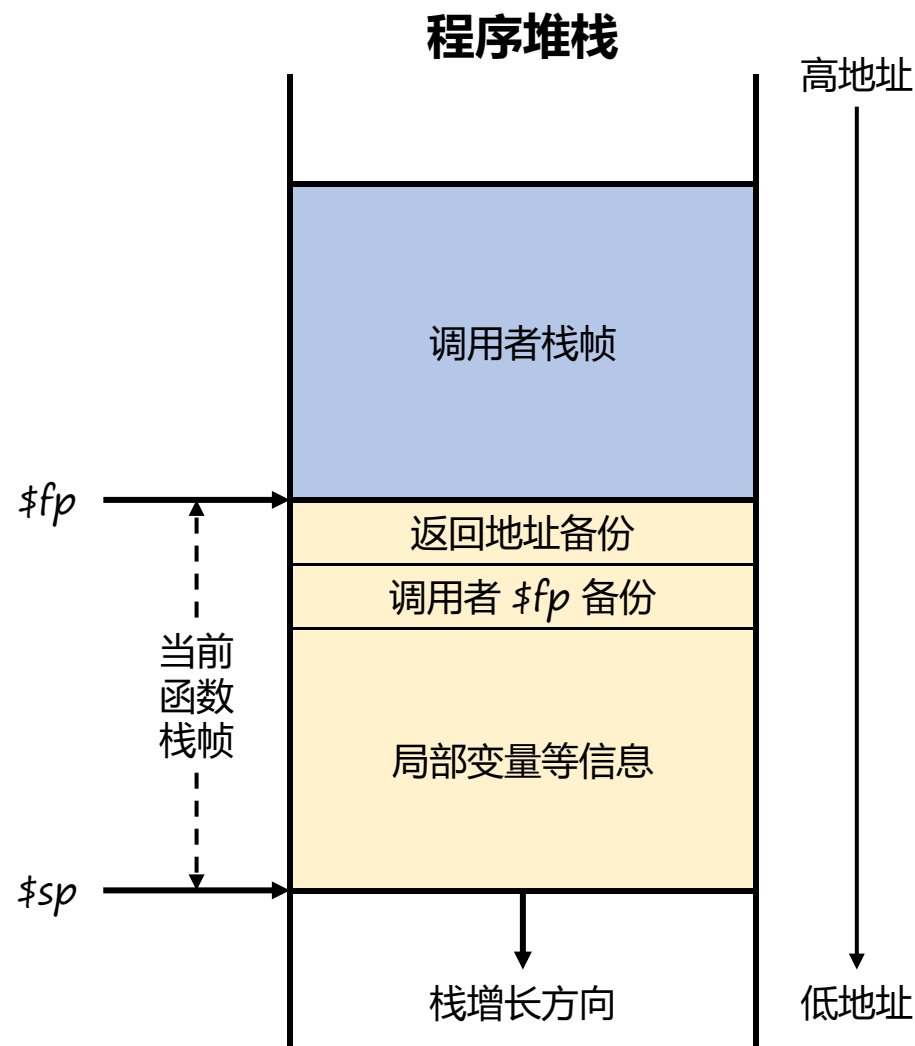 程序堆栈
高地址
调用者栈帧
$fp
返回地址备份
调用者 $fp 备份
当前
函数
栈帧
局部变量等信息
$sp
栈增长方向
低地址